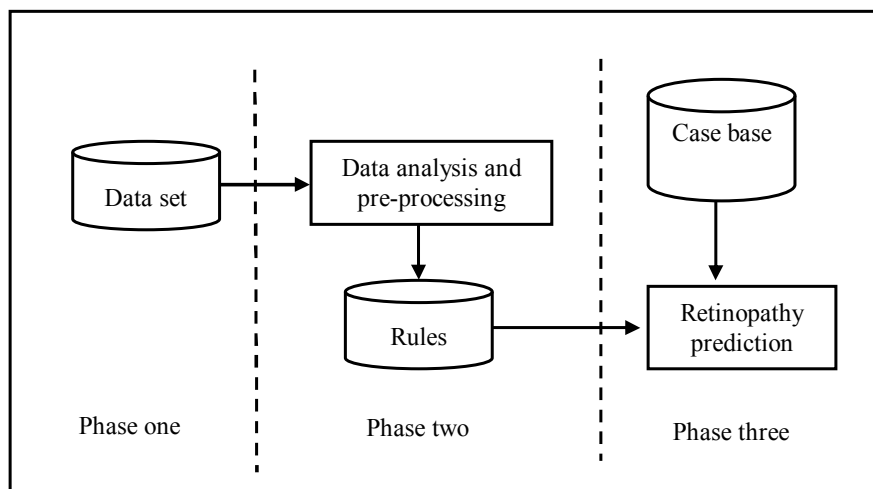 Data set
Data analysis and
pre-processing
Rules
Case base
Retinopathy
prediction
Phase one
Phase two
Phase three